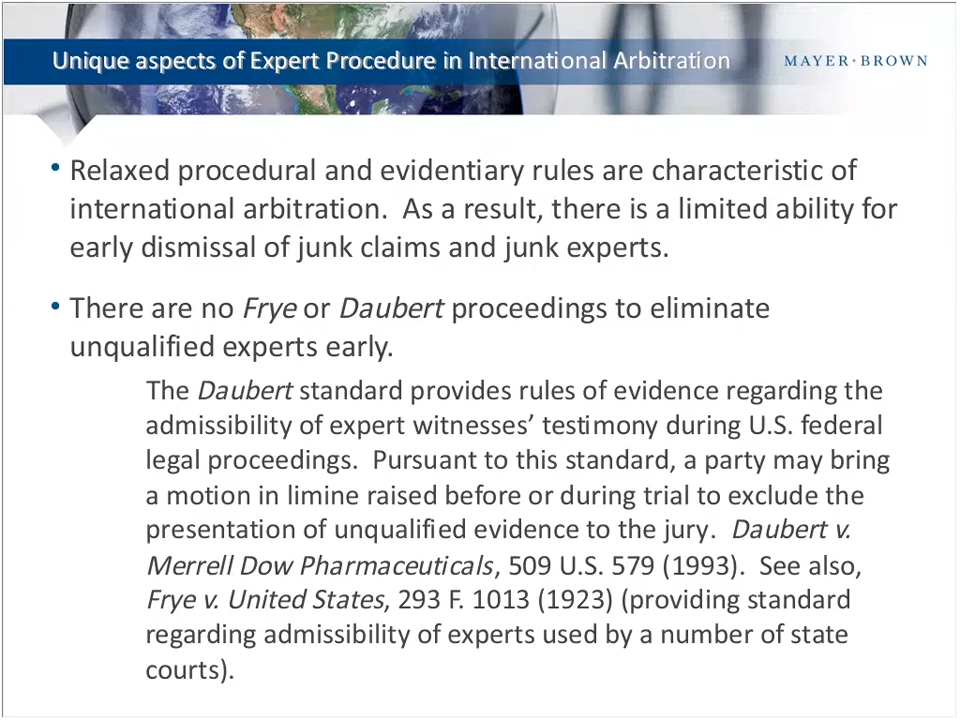 Unique aspects of Expert Procedure in International Arbitration
MAYER • BROWN
• Relaxed procedural and evidentiary rules are characteristic of
international arbitration.  As a result, there is a limited ability for
early dismissal of junk claims and junk experts.
• There are no Frye or Daubert proceedings to eliminate
unqualified experts early.
The Daubert standard provides rules of evidence regarding the
admissibility of expert witnesses’ testimony during U.S. federal
legal proceedings.  Pursuant to this standard, a party may bring
a motion in limine raised before or during trial to exclude the
presentation of unqualified evidence to the jury.  Daubert v.
Merrell Dow Pharmaceuticals, 509 U.S. 579 (1993).  See also,
Frye v. United States, 293 F. 1013 (1923) (providing standard
regarding admissibility of experts used by a number of state
courts).